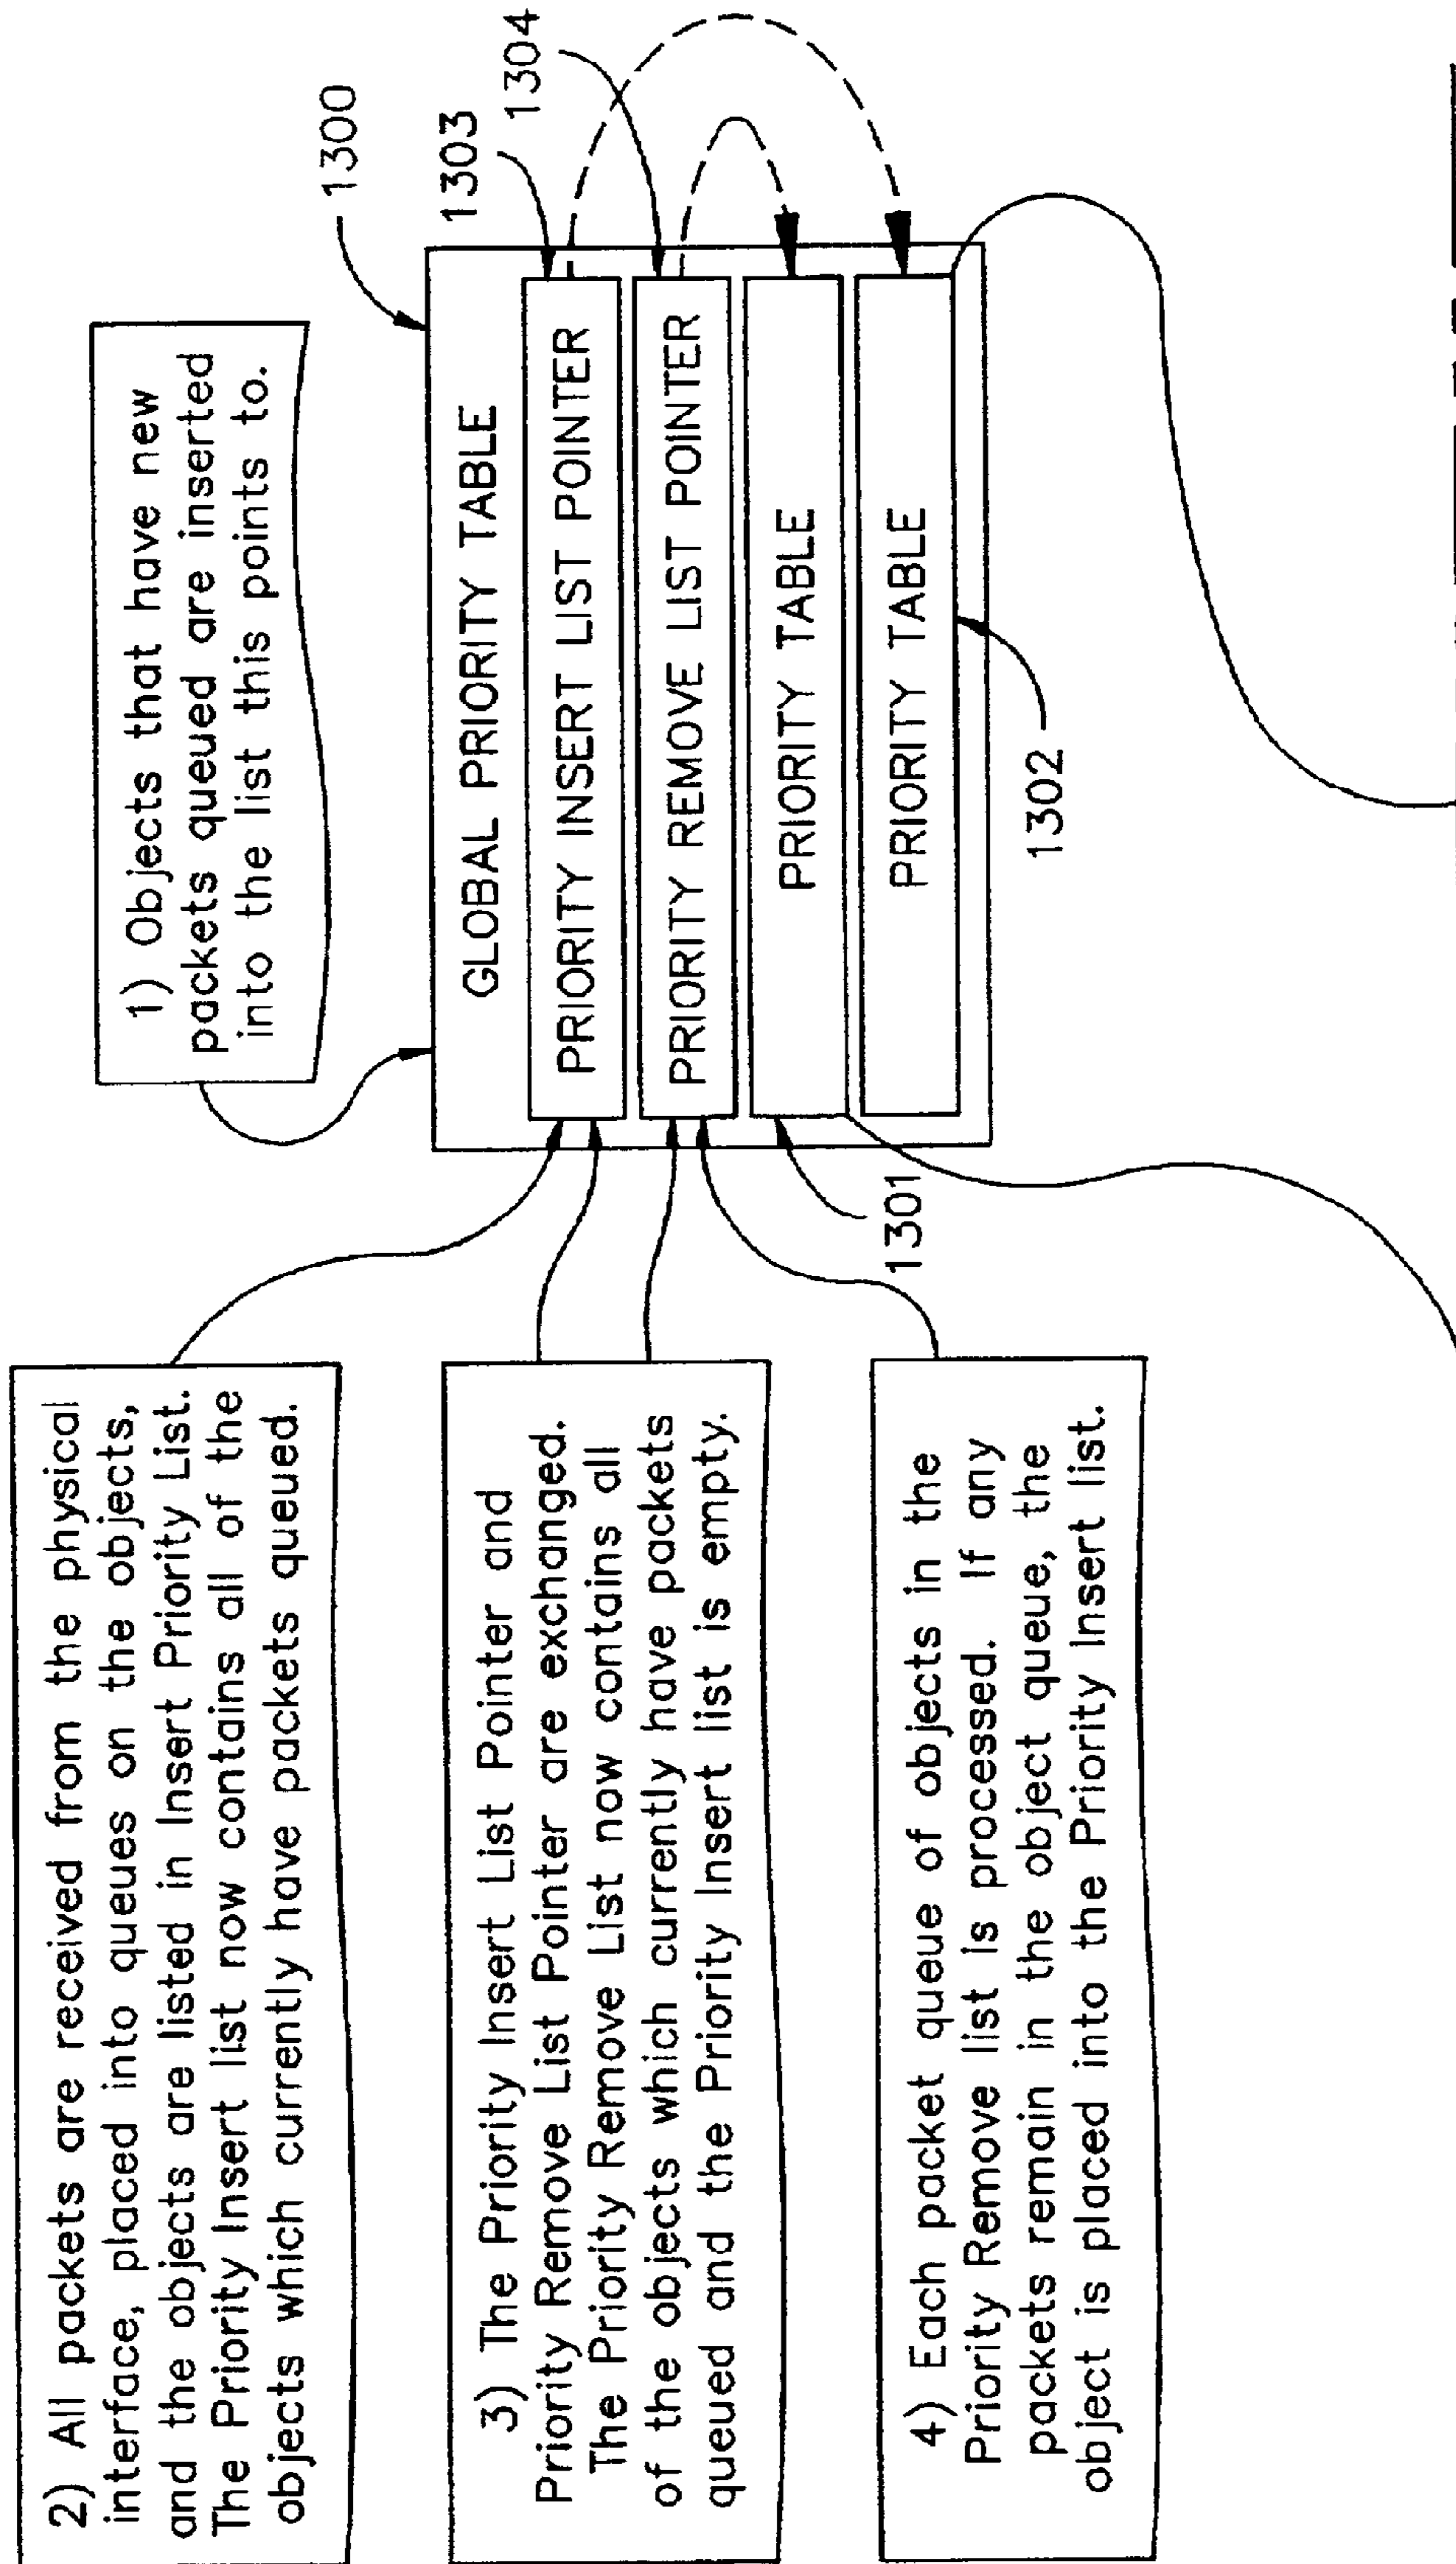 2) All packets are received from the physical
interface, placed into queues on the objects,
and the objects are listed in Insert Priority List.
The Priority Insert list now contains all of the
objects which currently have packets queued.
3) The Priority Insert List Pointer and
Priority Remove List Pointer are exchanged.
The Priority Remove List now contains all
of the objects which currently have packets
queued and the Priority Insert list is empty.
4) Each packet queue of objects in the
Priority Remove list is processed. If any
packets remain in the object queue, the
object is placed into the Priority Insert list.
1) Objects that have new
packets queued are inserted
into the list this points to.
1300
GLOBAL PRIORITY TABLE
1303
PRIORITY INSERT LIST POINTER
1304
PRIORITY REMOVE LIST POINTER
PRIORITY TABLE
1301
PRIORITY TABLE
1302